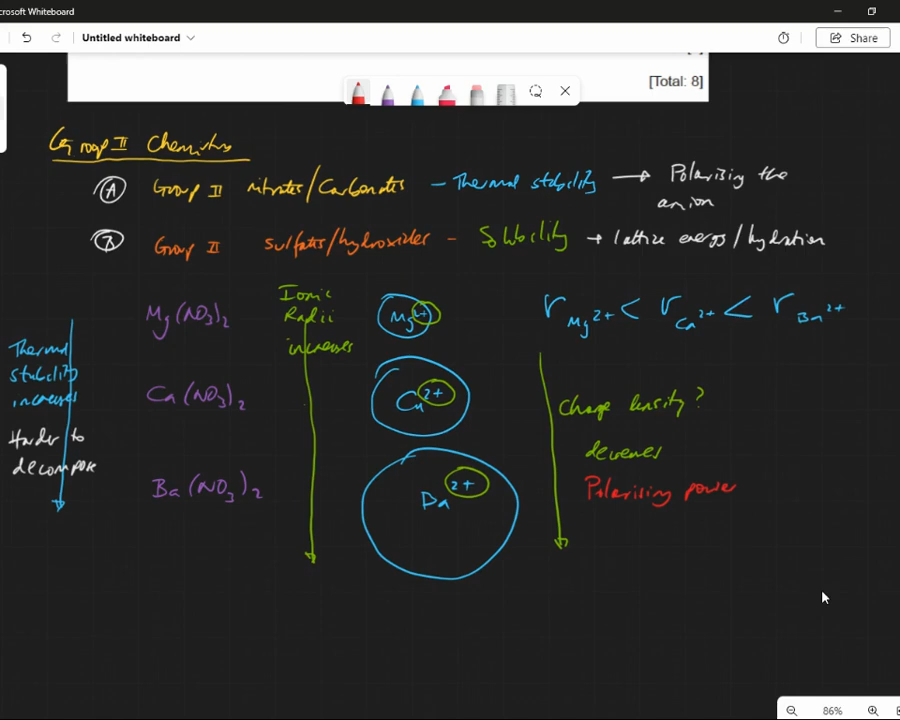 Microsoft Whiteboard
Untitled whiteboard
Share
[Total: 8]
Group II Chemistry
A Group II nitrates/Carbonates - Thermal stability → Polarising the
anion
B Group II sulfates/hydroxides - Solubility → lattice energy/hydration
Ionic
Radii
increases
Mg(NO3)2
Mg2+
r Mg2+ < r Ca2+ < r Ba2+
Thermal
stability
increases
Harder to
decompose
Ca(NO3)2
Ca 2+
Charge density?
decreases
Ba(NO3)2
Ba 2+
Polarising power
86%